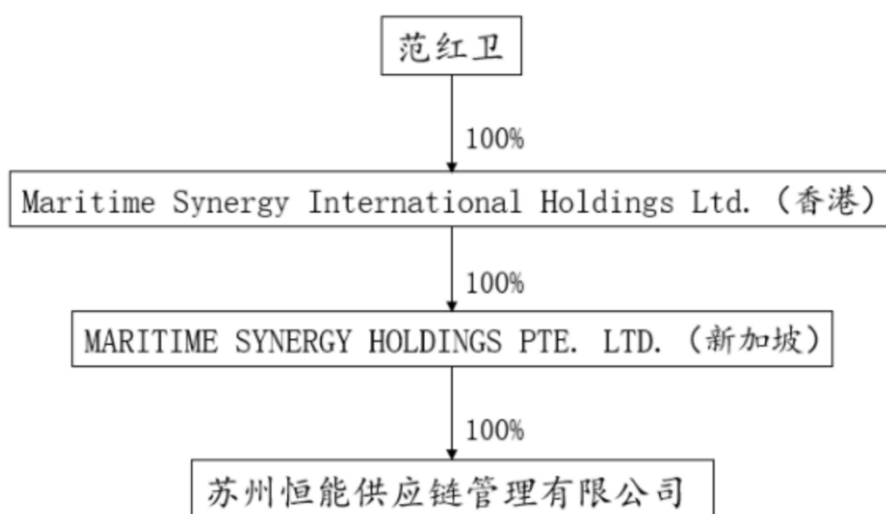 范红卫
100%
Maritime Synergy International Holdings Ltd.（香港）
100%
MARITIME SYNERGY HOLDINGS PTE. LTD.（新加坡）
100%
苏州恒能供应链管理有限公司